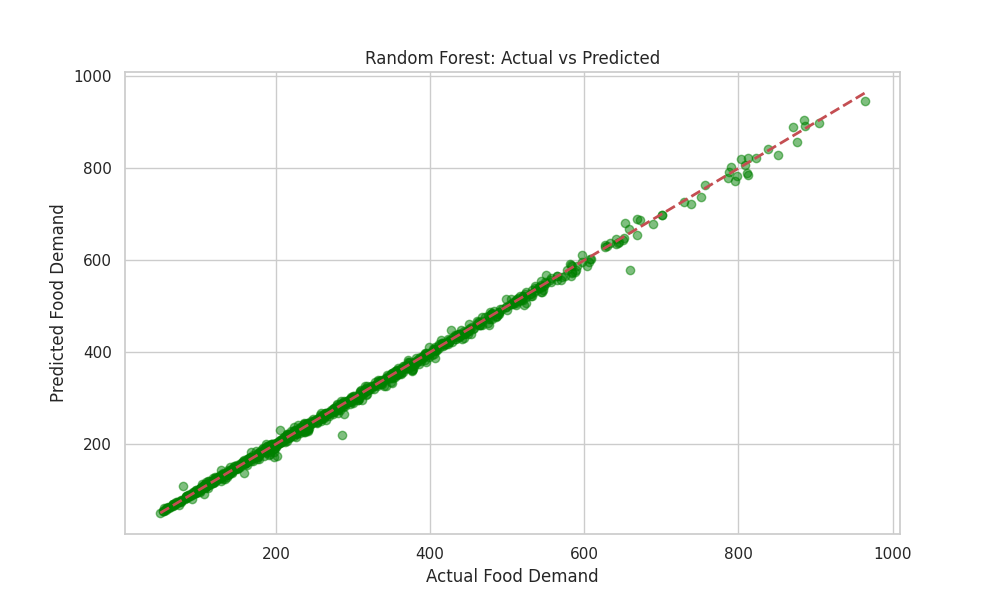 Random Forest: Actual vs Predicted
1000
800
600
400
200
Predicted Food Demand
200 400 600 800 1000
Actual Food Demand